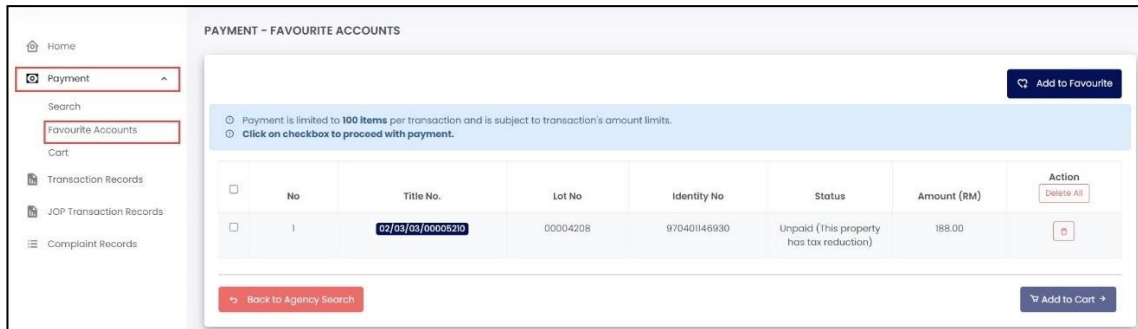 PAYMENT - FAVOURITE ACCOUNTS
Home
Payment
Search
Favourite Accounts
Cart
Transaction Records
JOP Transaction Records
Complaint Records
Add to Favourite
Payment is limited to 100 items per transaction and is subject to transaction's amount limits.
Click on checkbox to proceed with payment.
No Title No. Lot No Identity No Status Amount (RM) Action
Delete All
1 02/03/03/00005210 00004208 970401146930 Unpaid (This property 188.00
has tax reduction)
Back to Agency Search
Add to Cart